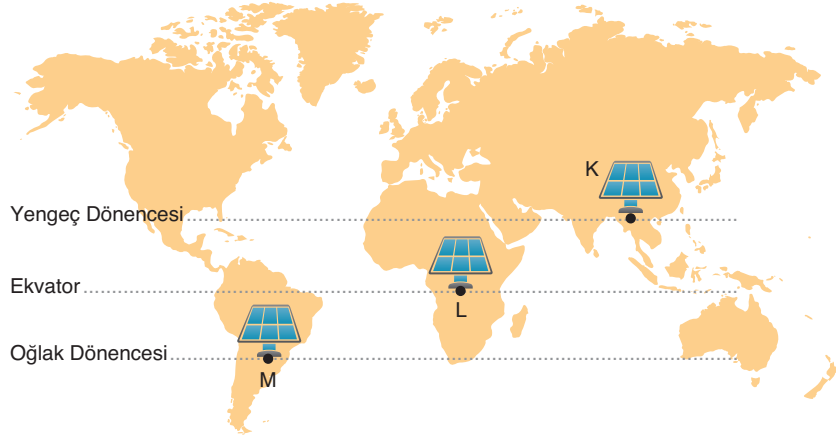 K
Yengeç Dönencesi
Ekvator
L
Oğlak Dönencesi
M